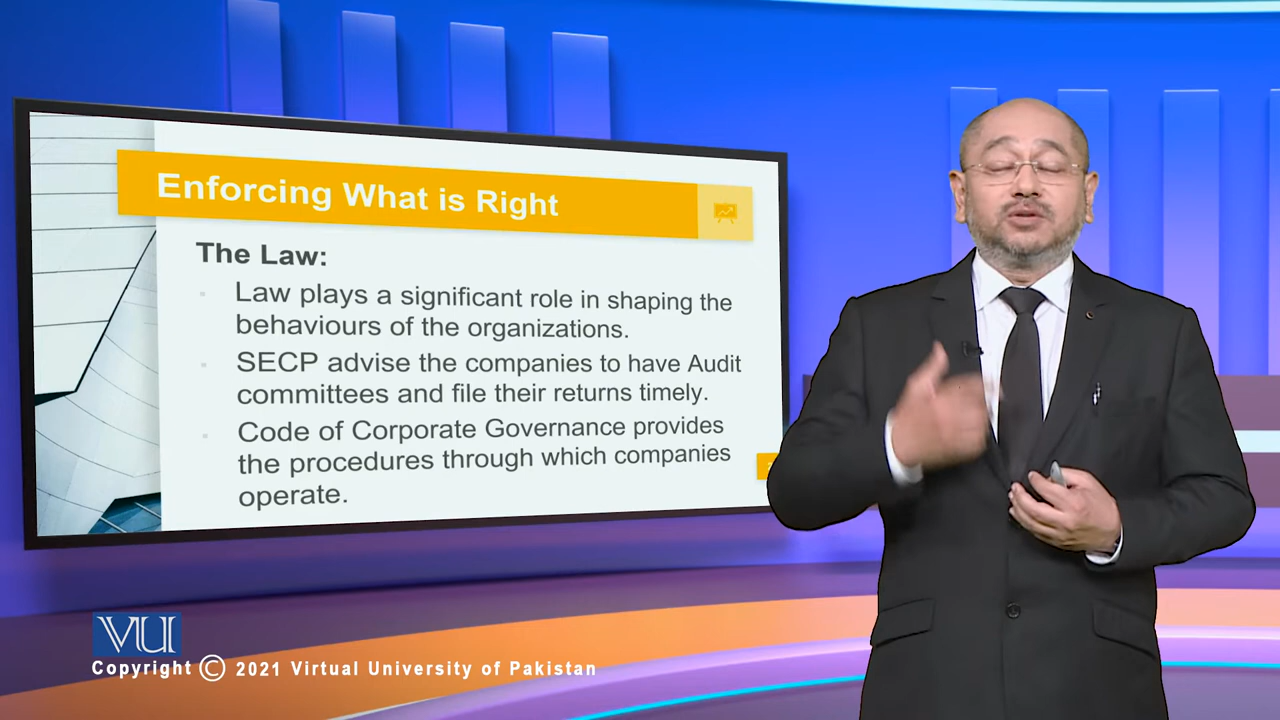 Enforcing What is Right
The Law:
Law plays a significant role in shaping the
behaviours of the organizations.
SECP advise the companies to have Audit
committees and file their returns timely.
Code of Corporate Governance provides
the procedures through which companies
operate.
VU
Copyright © 2021 Virtual University of Pakistan